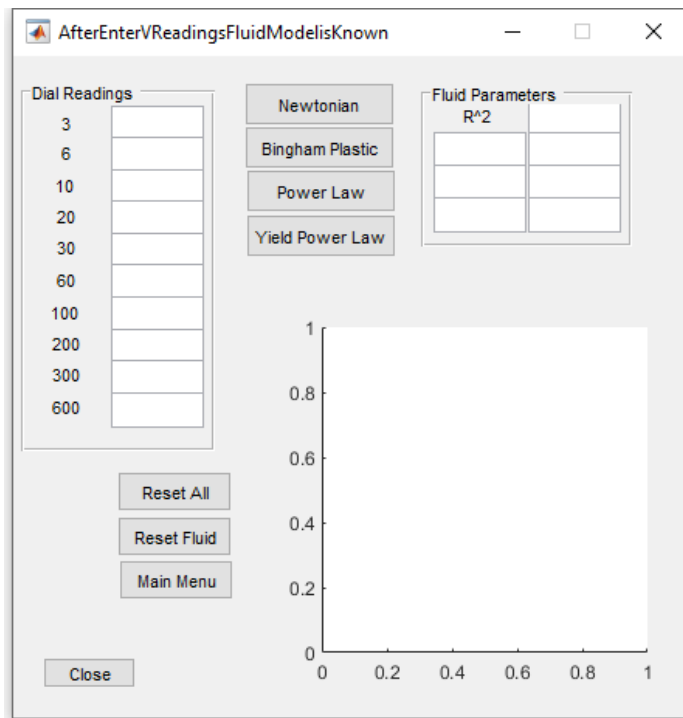 AfterEnterVReadingsFluidModelisKnown
Dial Readings
3
6
10
20
30
60
100
200
300
600
Newtonian
Bingham Plastic
Power Law
Yield Power Law
Fluid Parameters
R^2
Reset All
Reset Fluid
Main Menu
Close
1
0.8
0.6
0.4
0.2
0
0 0.2 0.4 0.6 0.8 1